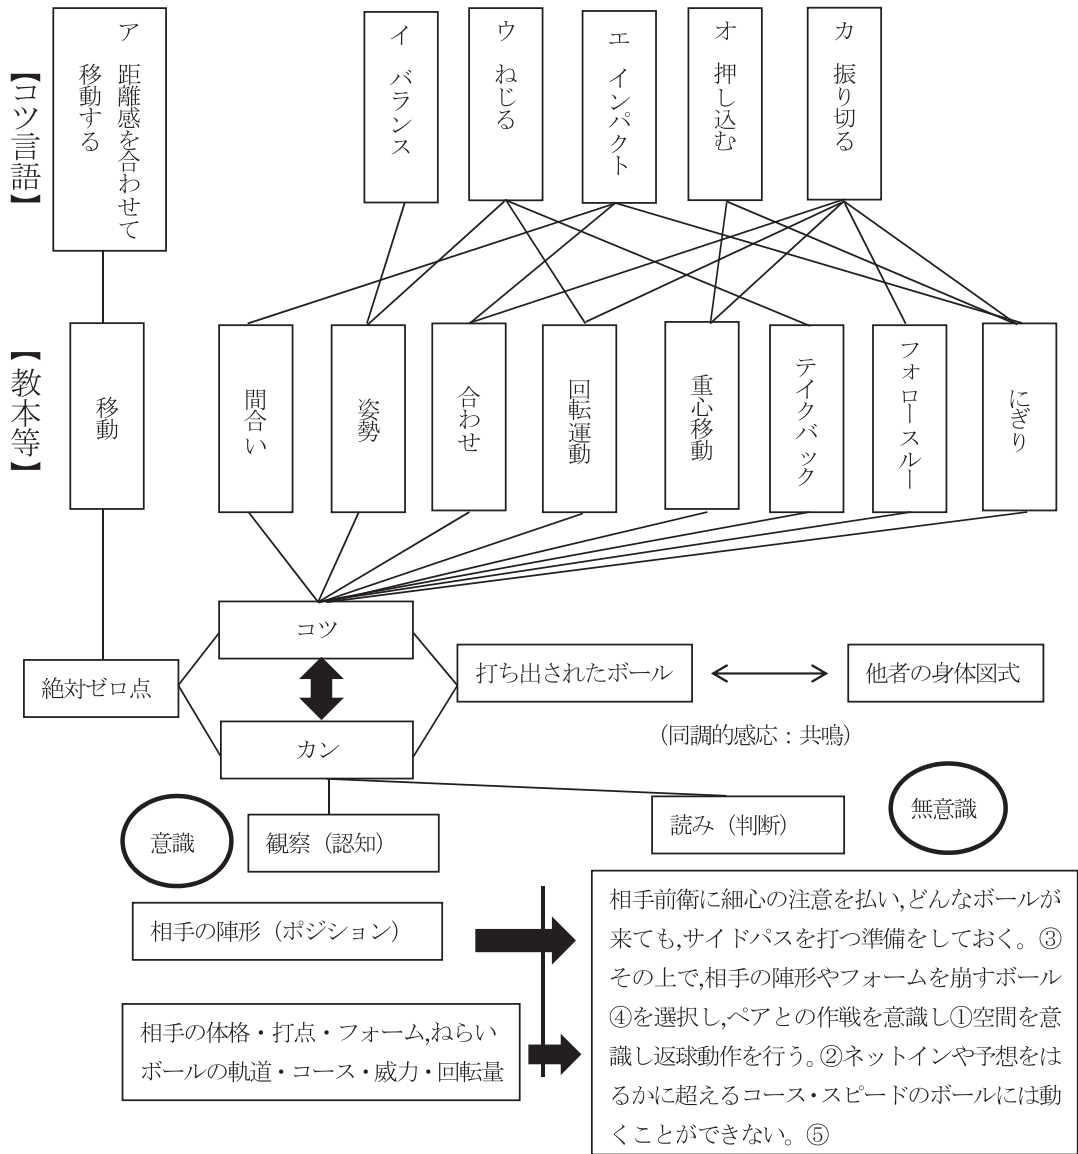 【コツ言語】
ア 距離感を合わせて
移動する
イ バランス
ウ ねじる
エ インパクト
オ 押し込む
カ 振り切る
【教本等】
移動
間合い
姿勢
合わせ
回転運動
重心移動
テイクバック
フォロースルー
にぎり
コツ
絶対ゼロ点
打ち出されたボール
他者の身体図式
カン
（同調的感応：共鳴）
意識
観察（認知）
読み（判断）
無意識
相手の陣形（ポジション）
相手の体格・打点・フォーム,ねらい
ボールの軌道・コース・威力・回転量
相手前衛に細心の注意を払い,どんなボールが
来ても,サイドパスを打つ準備をしておく。③
その上で,相手の陣形やフォームを崩すボール
④を選択し,ペアとの作戦を意識し①空間を意
識し返球動作を行う。②ネットインや予想をは
るかに超えるコース・スピードのボールには動
くことができない。⑤